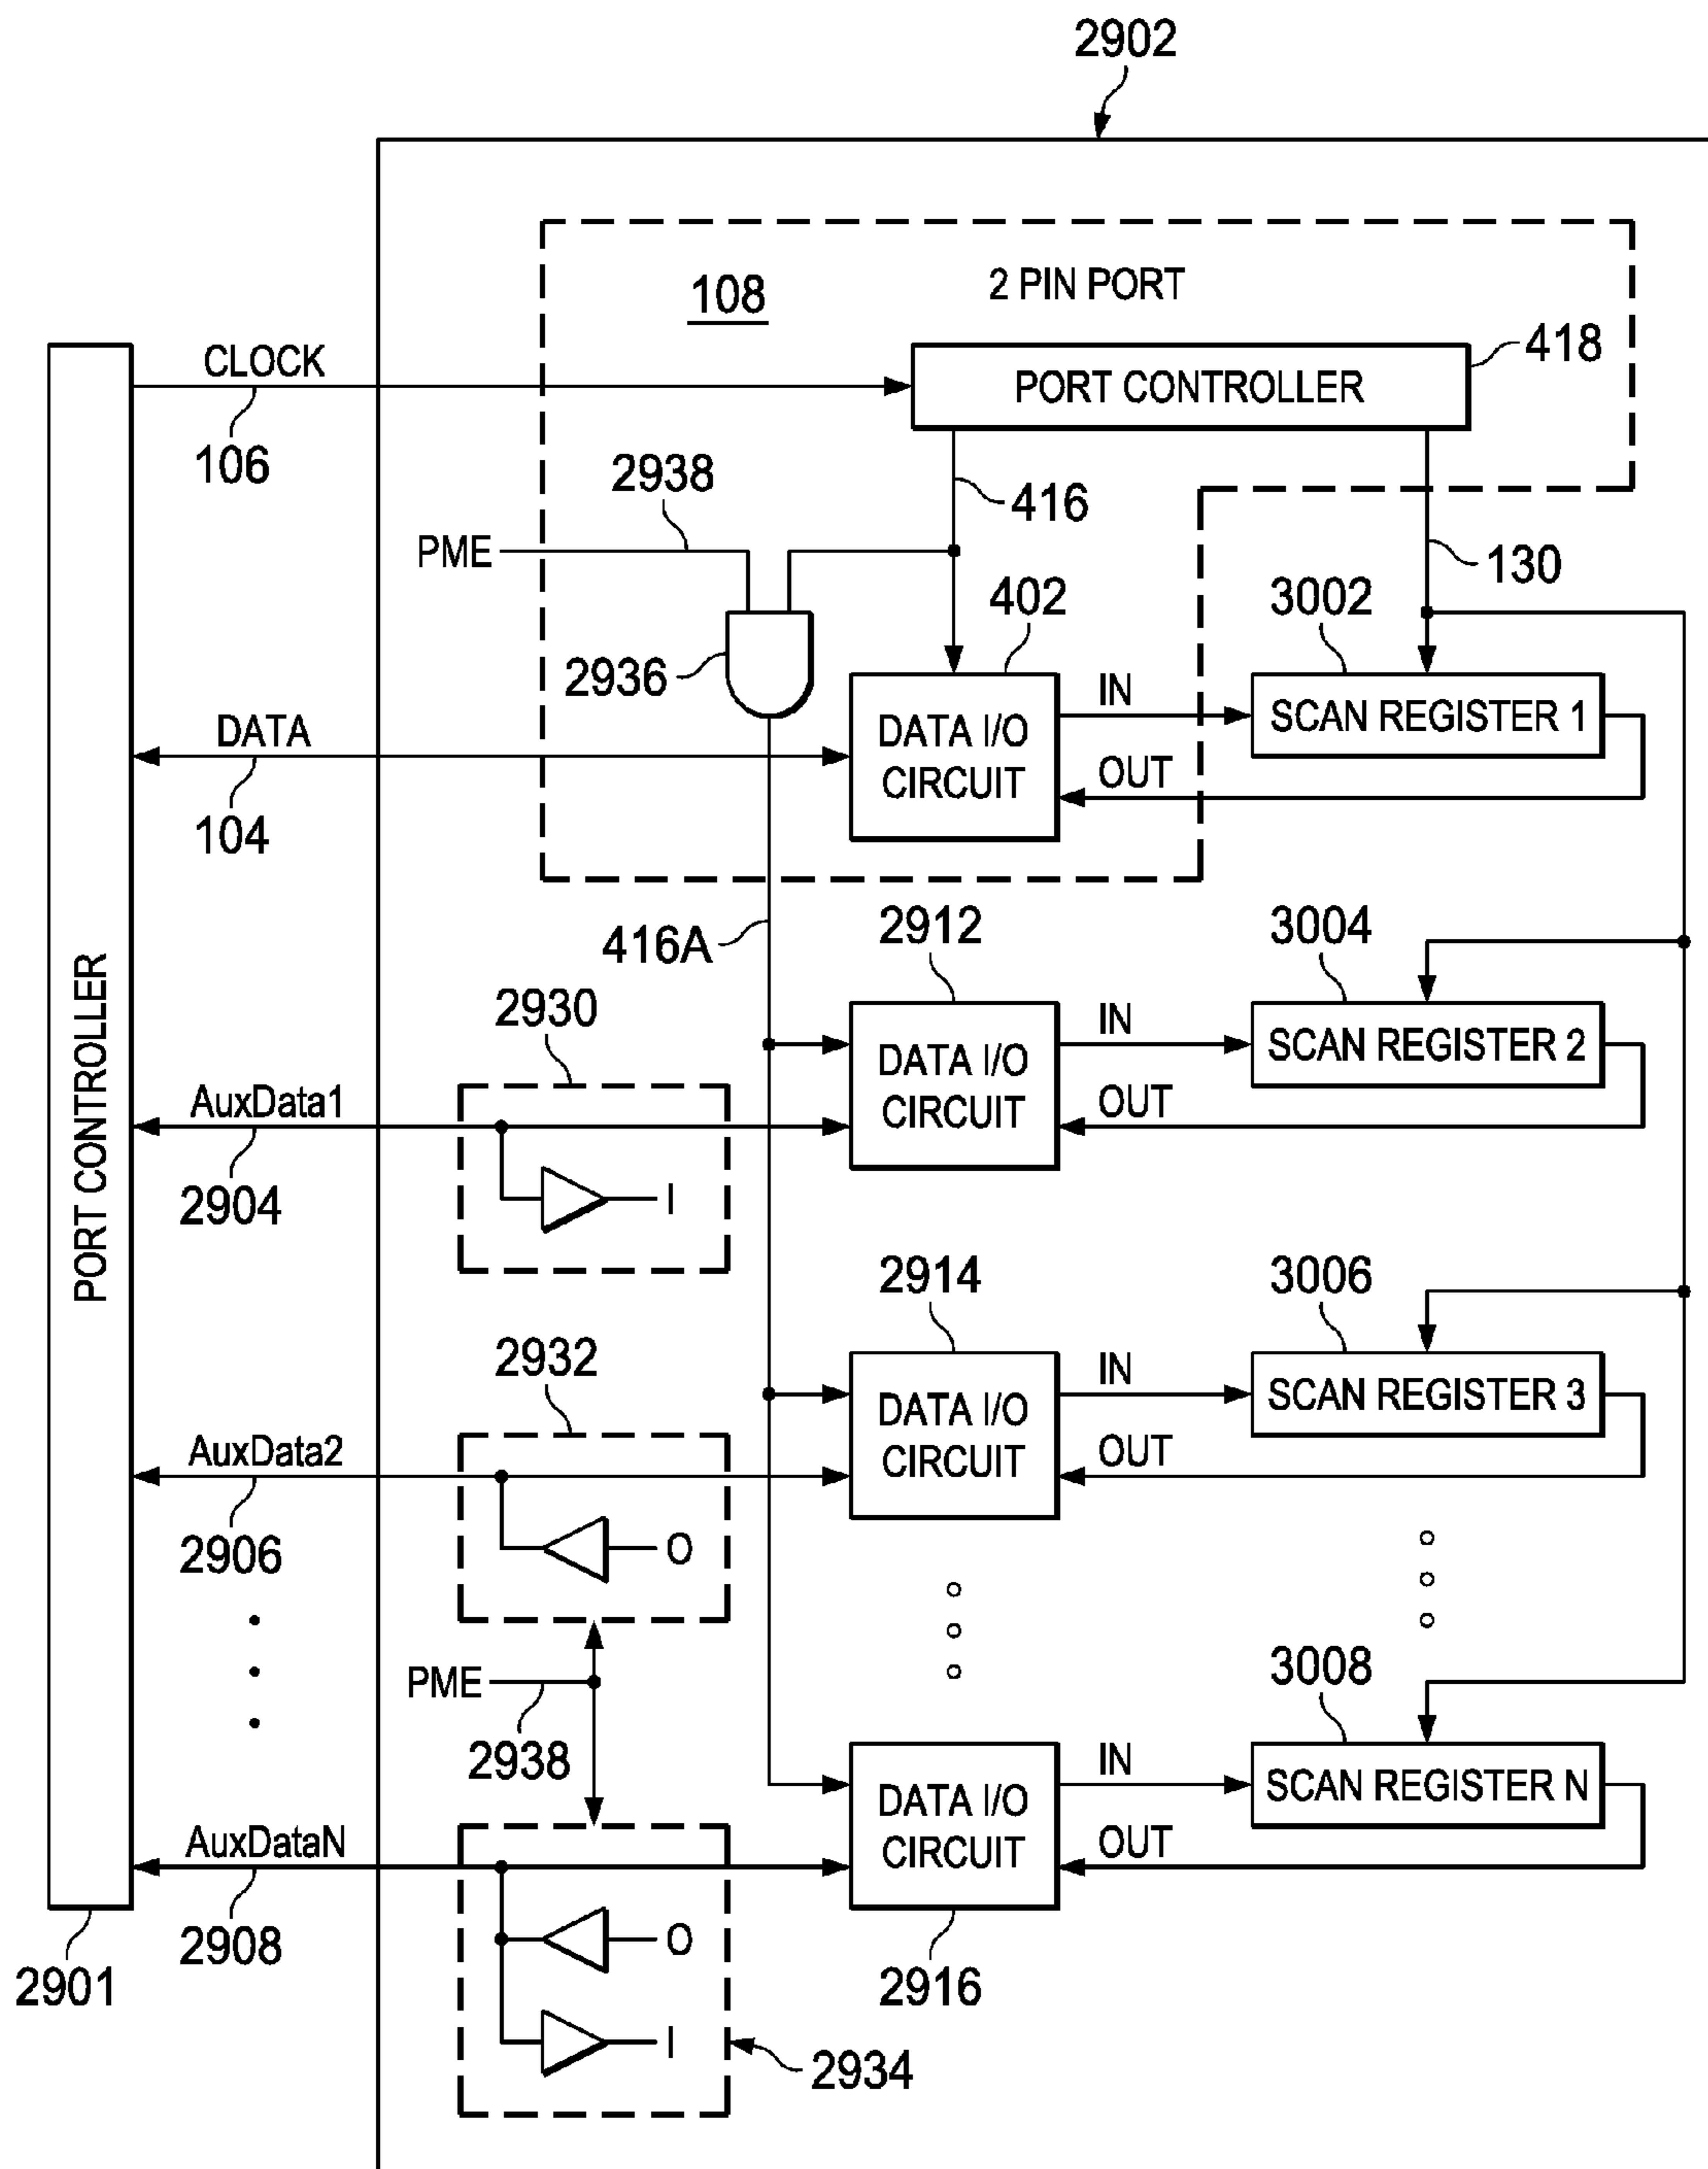 2902
108
2 PIN PORT
CLOCK
106
PORT CONTROLLER
418
2938
PME
416
130
2936
402
3002
DATA
104
DATA I/O
CIRCUIT
IN
OUT
SCAN REGISTER 1
416A
2912
3004
2930
AuxData1
2904
I
DATA I/O
CIRCUIT
IN
OUT
SCAN REGISTER 2
PORT CONTROLLER
2914
3006
2932
AuxData2
2906
O
DATA I/O
CIRCUIT
IN
OUT
SCAN REGISTER 3
PME
2938
3008
AuxDataN
2908
DATA I/O
CIRCUIT
IN
OUT
SCAN REGISTER N
O
I
2901
2916
2934